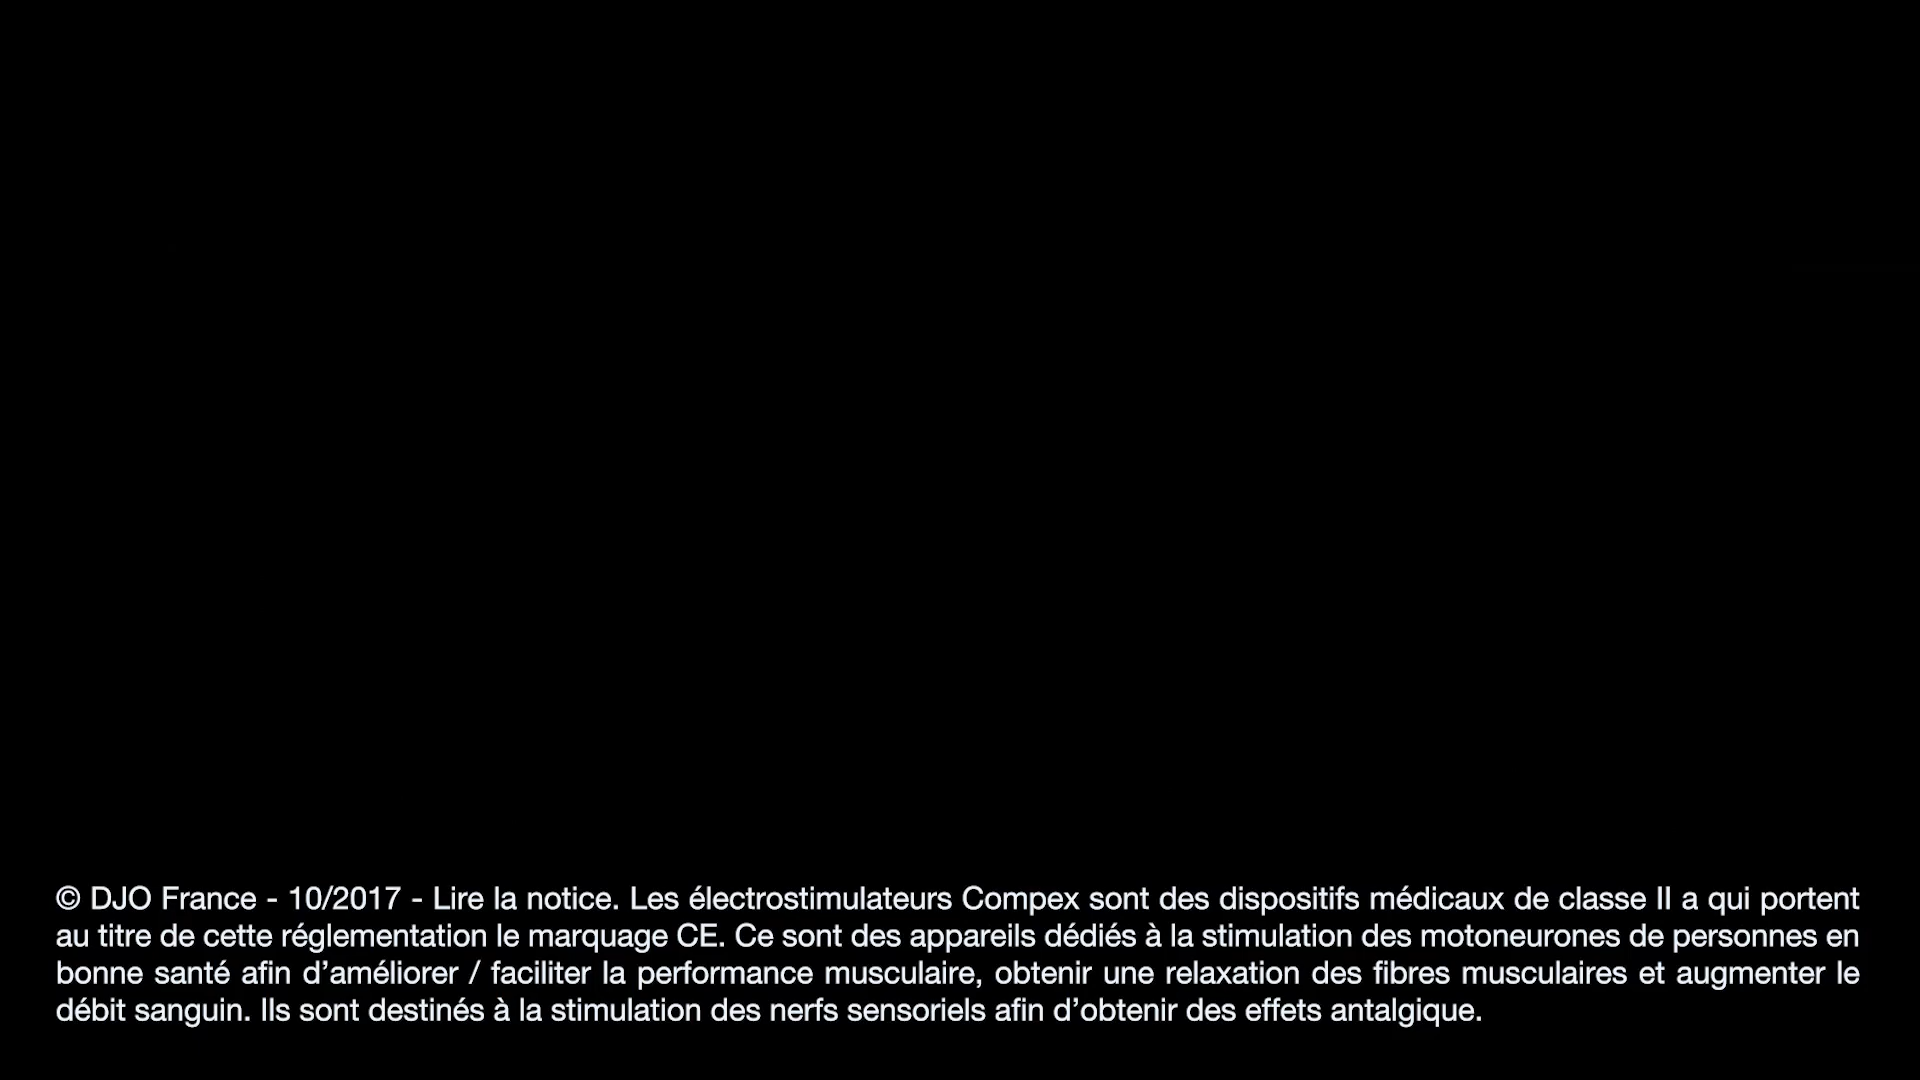 © DJO France - 10/2017 - Lire la notice. Les électrostimulateurs Compex sont des dispositifs médicaux de classe II a qui portent
au titre de cette réglementation le marquage CE. Ce sont des appareils dédiés à la stimulation des motoneurones de personnes en
bonne santé afin d’améliorer / faciliter la performance musculaire, obtenir une relaxation des fibres musculaires et augmenter le
débit sanguin. Ils sont destinés à la stimulation des nerfs sensoriels afin d’obtenir des effets antalgique.